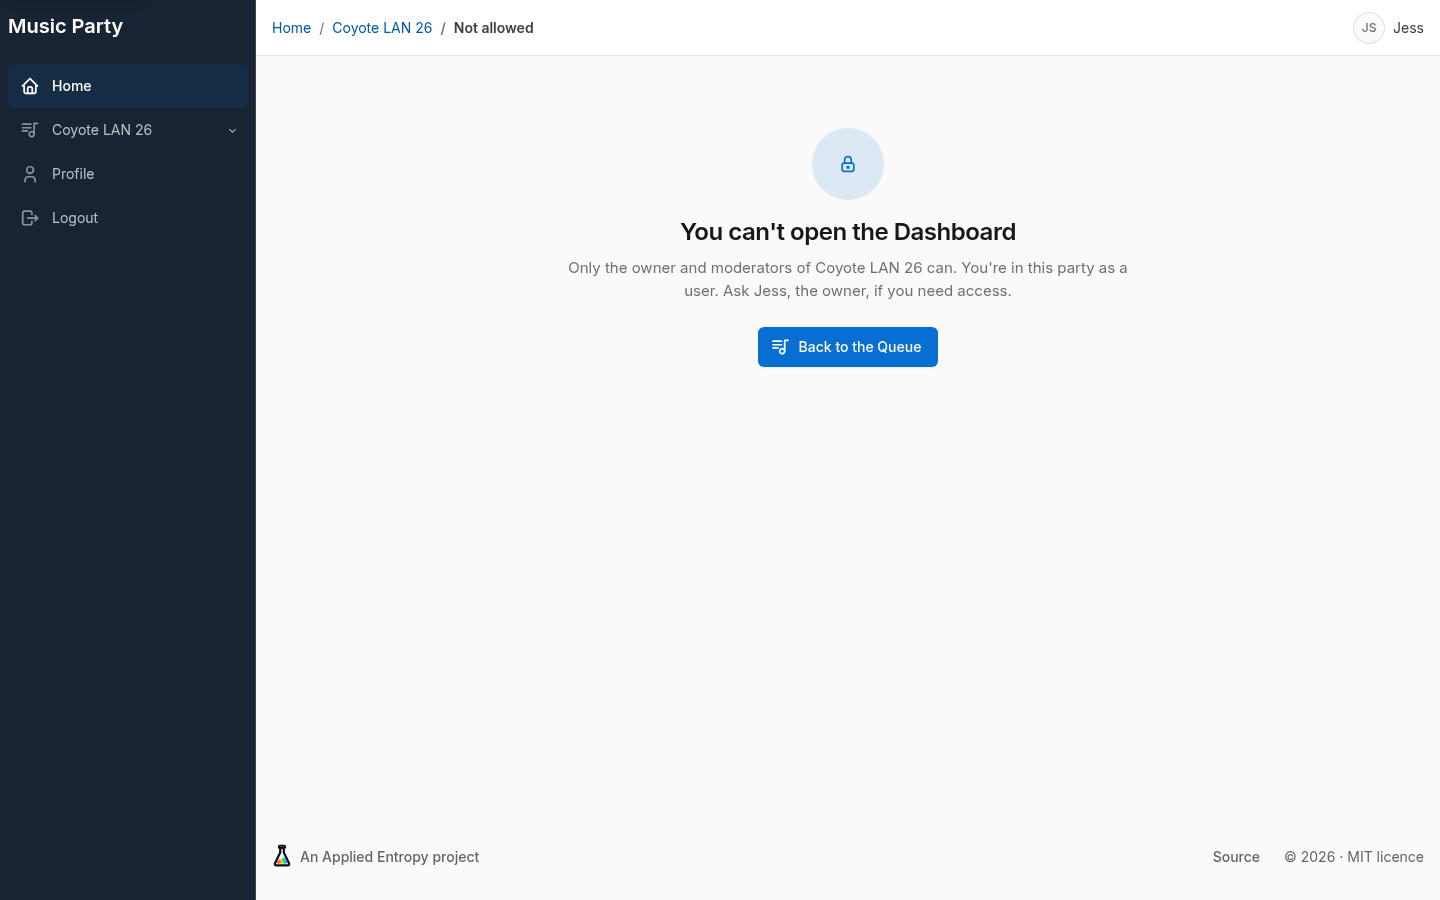 Music Party
Home
Coyote LAN 26
Profile
Logout
Home / Coyote LAN 26 / Not allowed
JS Jess
You can't open the Dashboard
Only the owner and moderators of Coyote LAN 26 can. You're in this party as a
user. Ask Jess, the owner, if you need access.
Back to the Queue
An Applied Entropy project
Source © 2026 · MIT licence